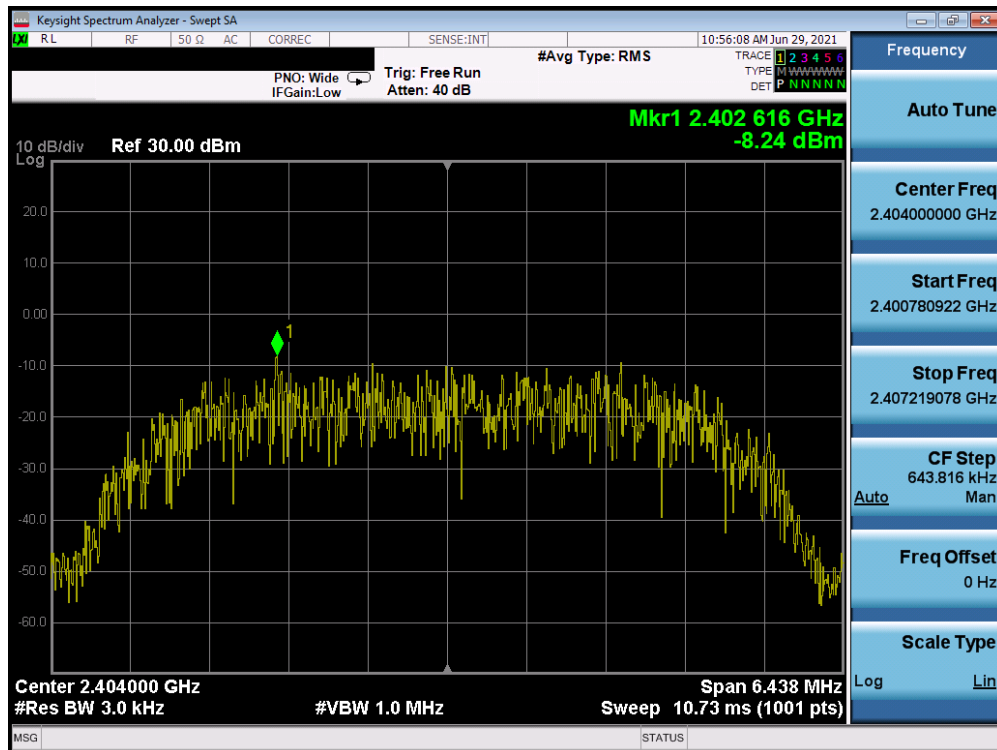 Keysight Spectrum Analyzer - Swept SA
LXI RL RF 50 Ω AC CORREC SENSE:INT 10:56:08 AM Jun 29, 2021
Frequency
#Avg Type: RMS
TRACE 1 2 3 4 5 6
PNO: Wide Trig: Free Run
TYPE M WWWWW
IFGain:Low Atten: 40 dB
DET P N N N N N
Auto Tune
Mkr1 2.402 616 GHz
-8.24 dBm
10 dB/div Ref 30.00 dBm
Log
20.0
10.0
0.00
-10.0
-20.0
-30.0
-40.0
-50.0
-60.0
1
Center Freq
2.404000000 GHz
Start Freq
2.400780922 GHz
Stop Freq
2.407219078 GHz
CF Step
643.816 kHz
Auto Man
Freq Offset
0 Hz
Scale Type
Log Lin
Center 2.404000 GHz Span 6.438 MHz
#Res BW 3.0 kHz #VBW 1.0 MHz Sweep 10.73 ms (1001 pts)
MSG STATUS